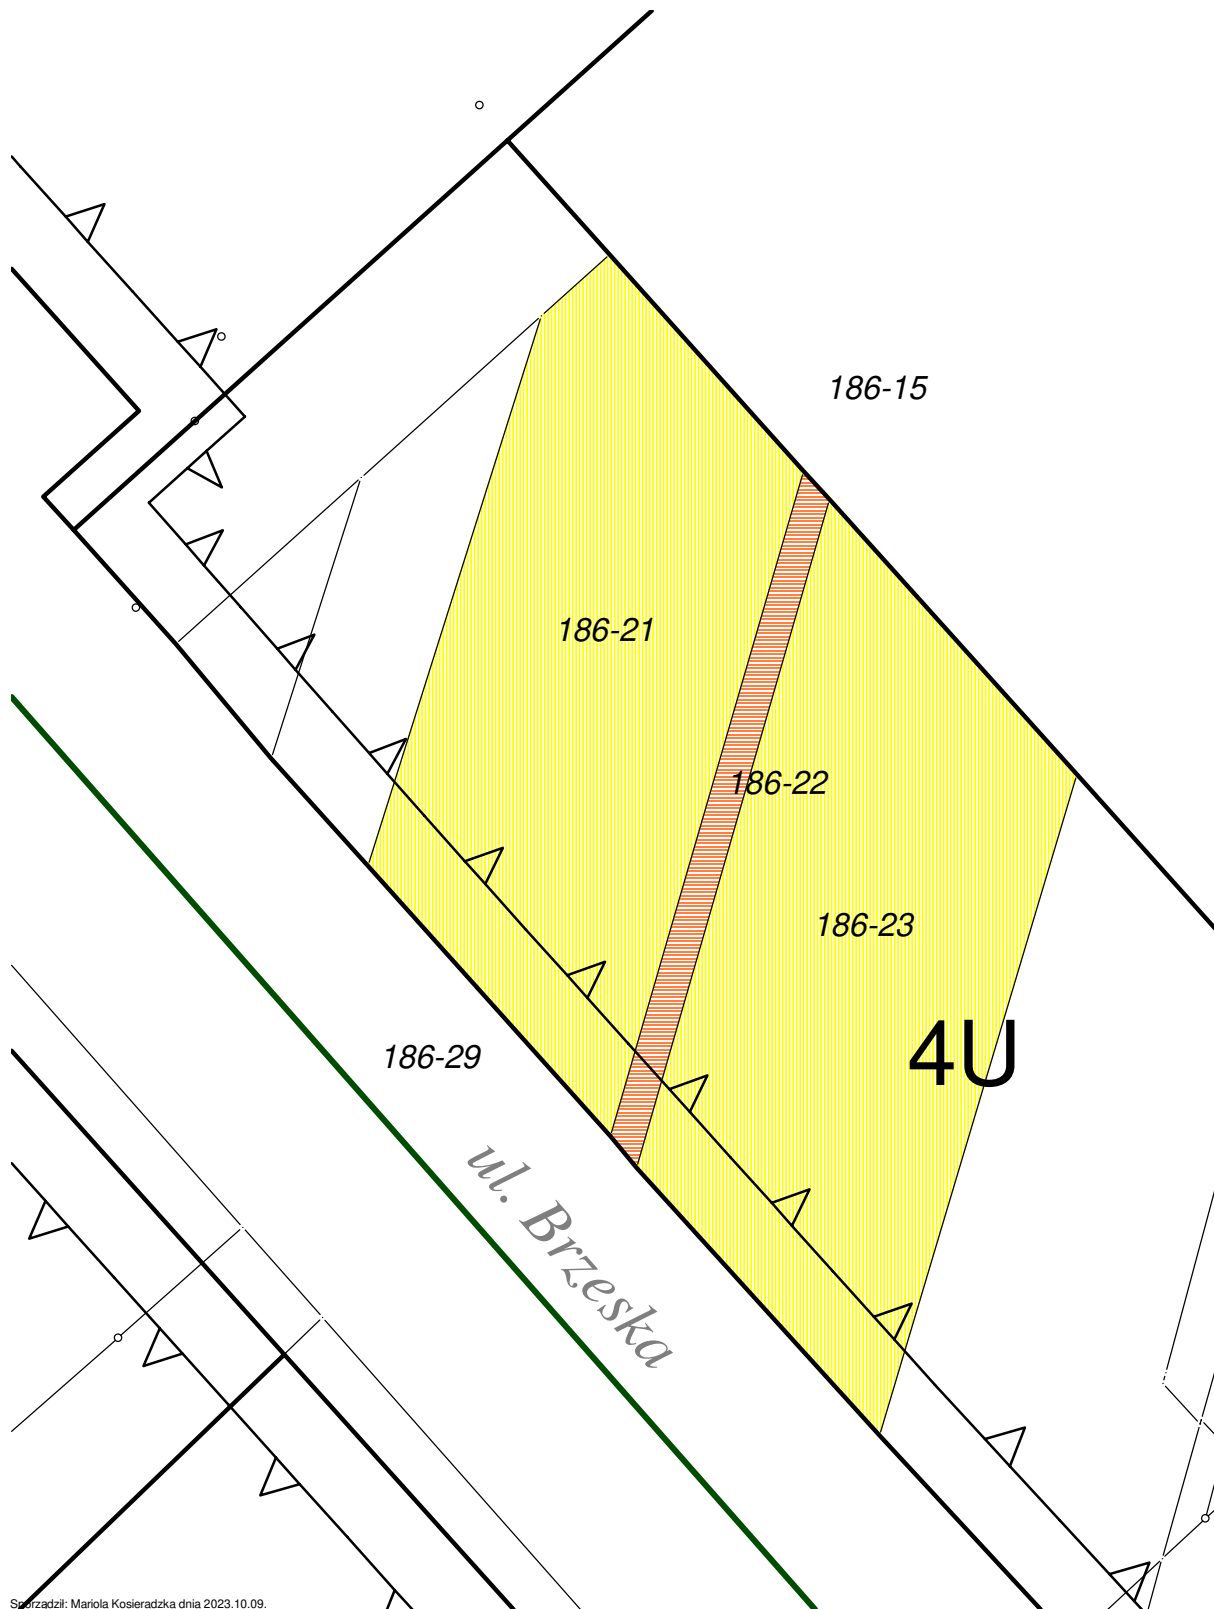 186-15
186-21
186-22
186-23
4U
186-29
ul. Brzeska
Sporządził: Mariola Kosieradzka dnia 2023.10.09.